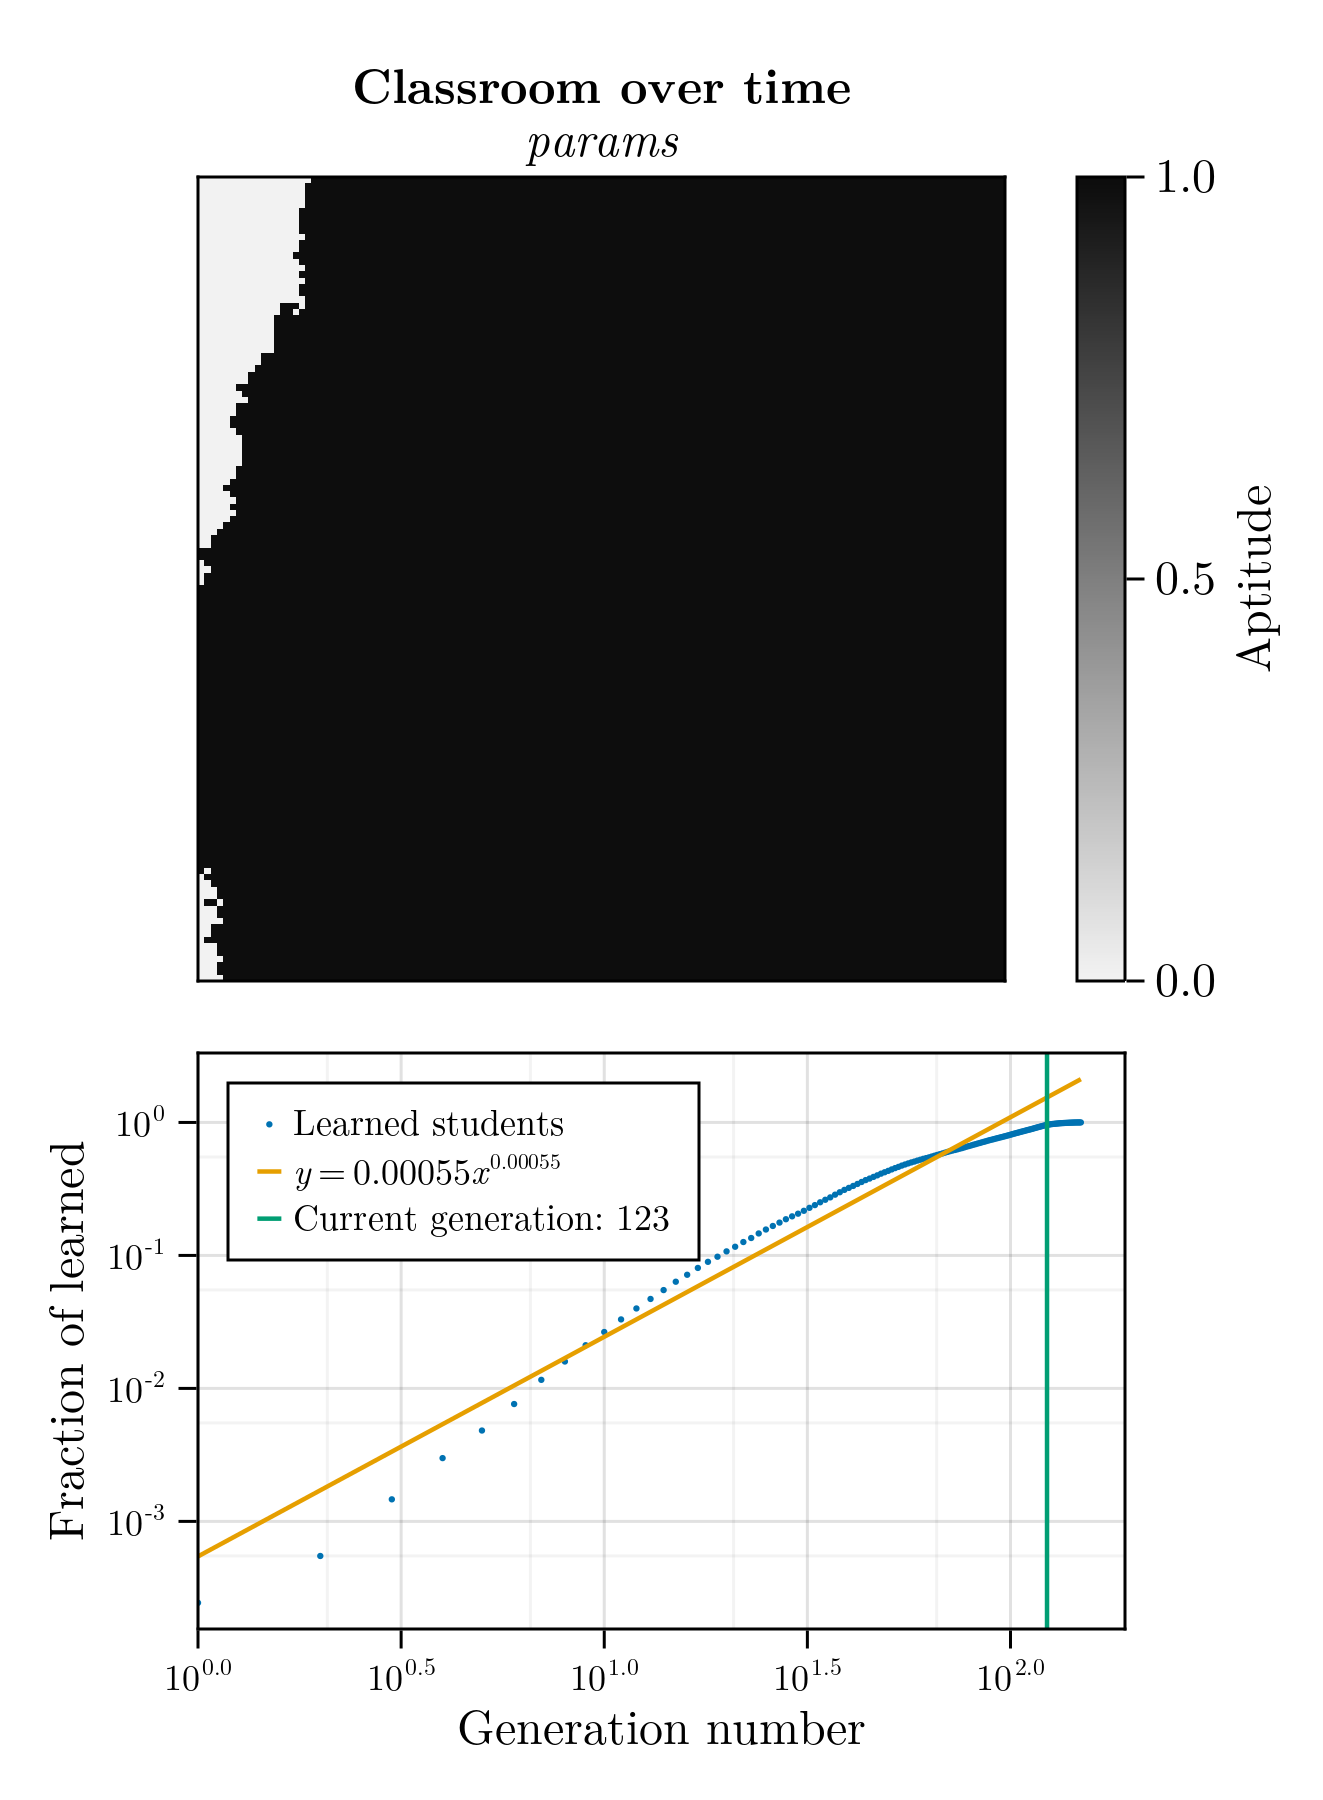 Classroom over time
params
1.0
0.5
0.0
Aptitude
Learned students
y = 0.00055x^0.00055
Current generation: 123
10^0
10^-1
10^-2
10^-3
Fraction of learned
10^0.0 10^0.5 10^1.0 10^1.5 10^2.0
Generation number